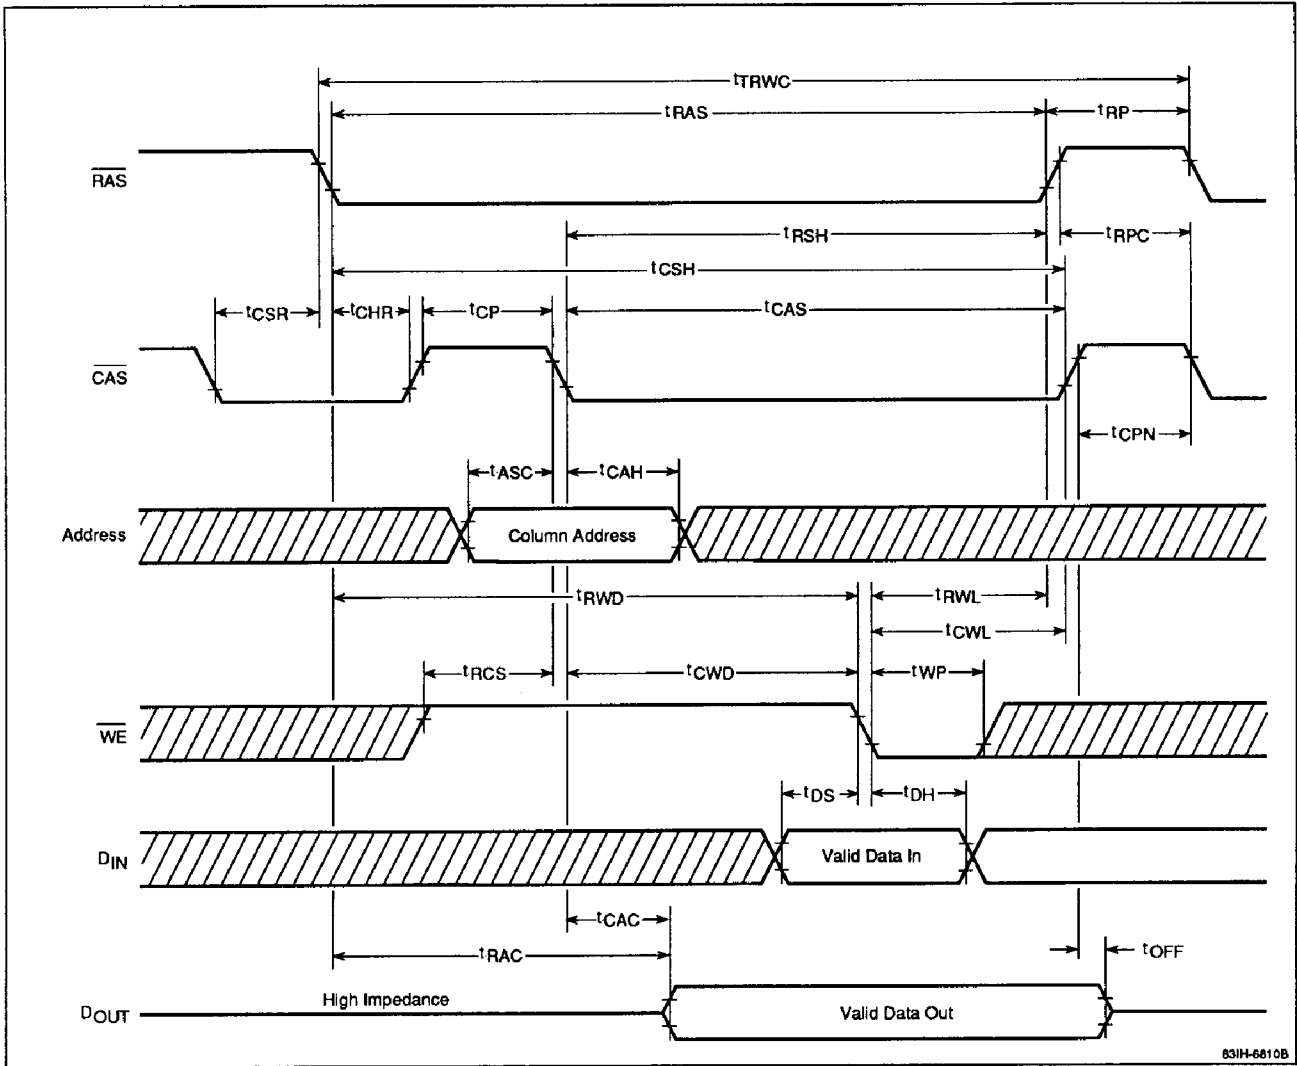 tTRWC
tRAS
tRP
RAS
tRSH
tRPC
tCSH
tCSR
tCHR
tCP
tCAS
CAS
tCPN
tASC
tCAH
Address
Column Address
tRWD
tRWL
tCWL
tRCS
tCWD
tWP
WE
tDS
tDH
DIN
Valid Data In
tCAC
tRAC
tOFF
High Impedance
DOUT
Valid Data Out
83IH-6810B